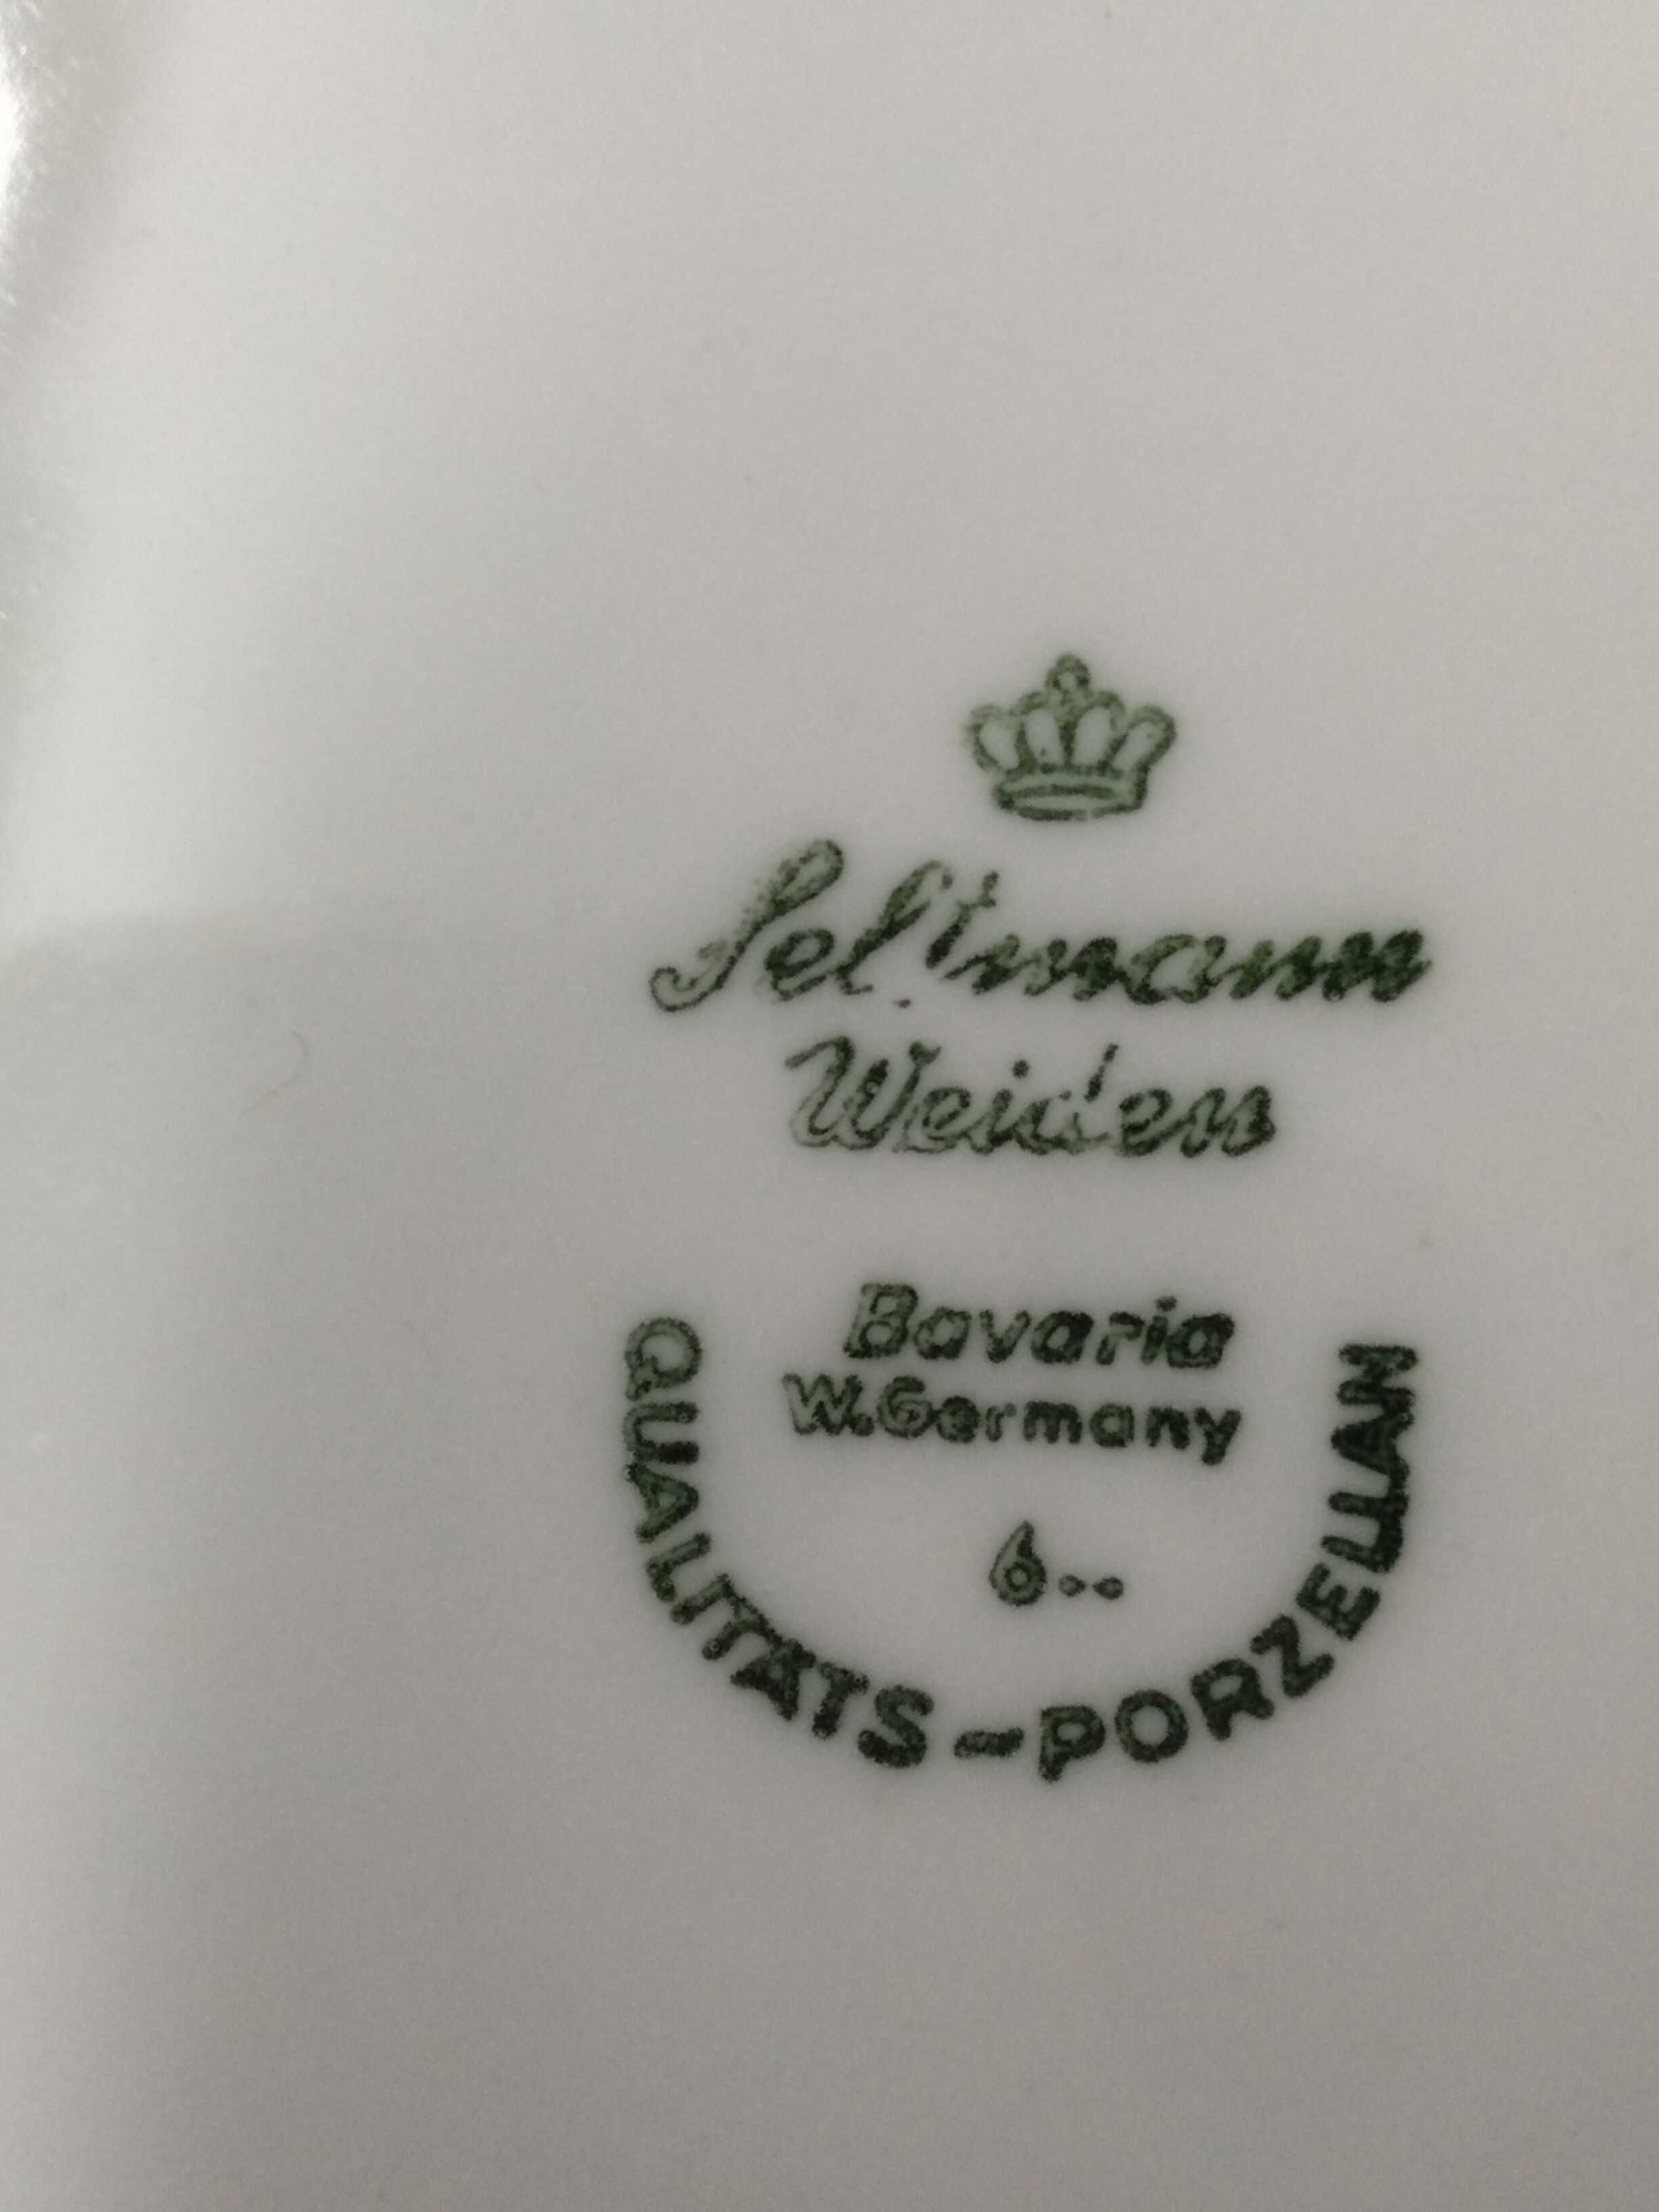 Seltmann
Weiden
Bavaria
W.Germany
6..
QUALITÄTS-PORZELLAN